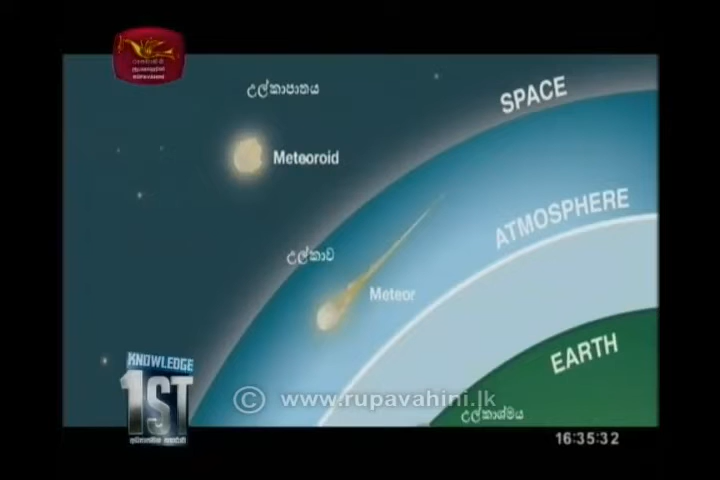 උල්කාපාතය
SPACE
Meteoroid
ATMOSPHERE
උල්කාව
Meteor
EARTH
KNOWLEDGE
1ST
© www.rupavahini.lk
උල්කාශ්මය
16:35:32